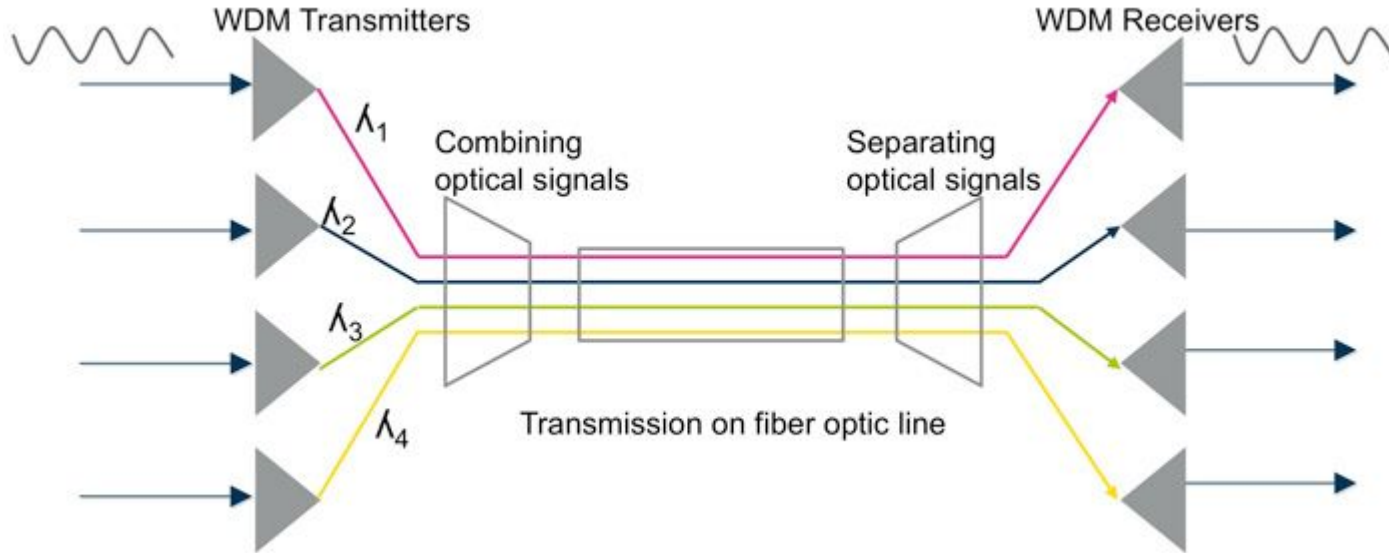 WDM Transmitters
WDM Receivers
λ₁
Combining
optical signals
Separating
optical signals
λ₂
λ₃
λ₄
Transmission on fiber optic line